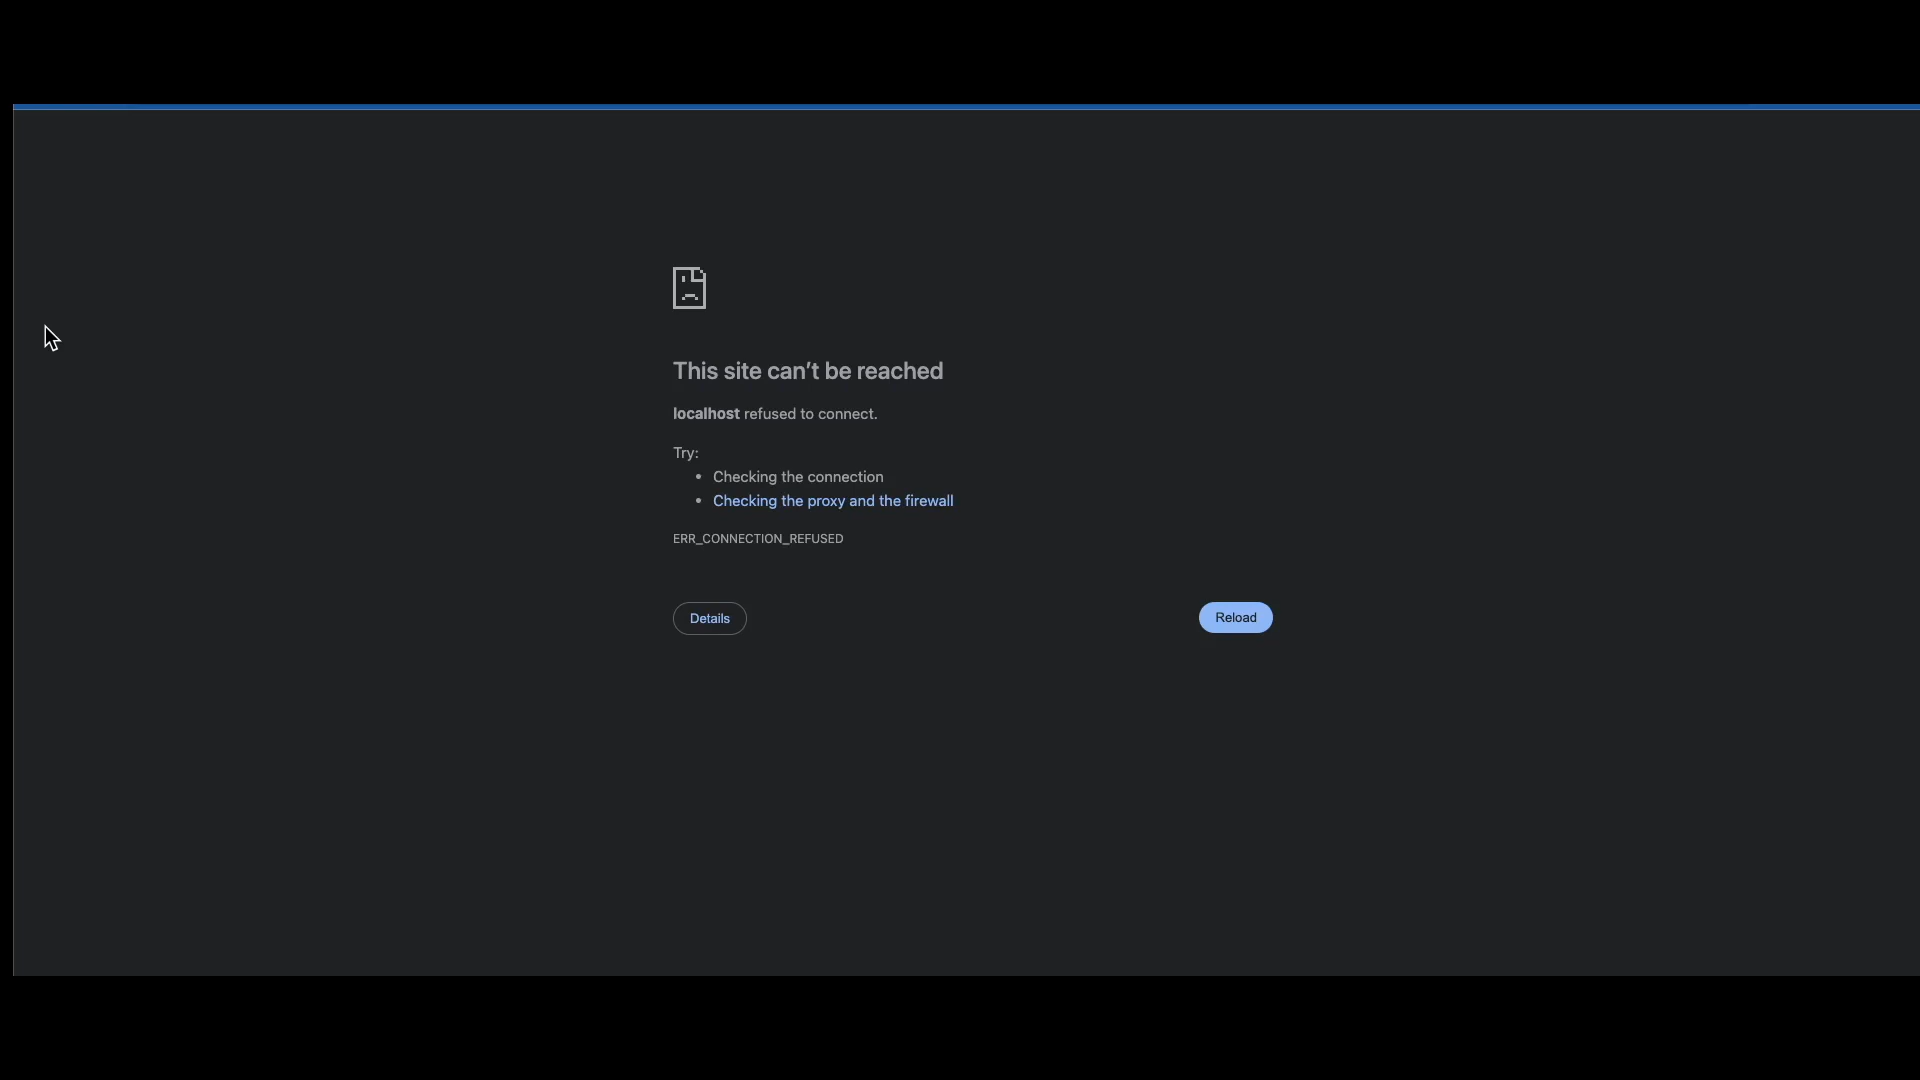 This site can’t be reached
localhost refused to connect.
Try:
• Checking the connection
• Checking the proxy and the firewall
ERR_CONNECTION_REFUSED
Details
Reload